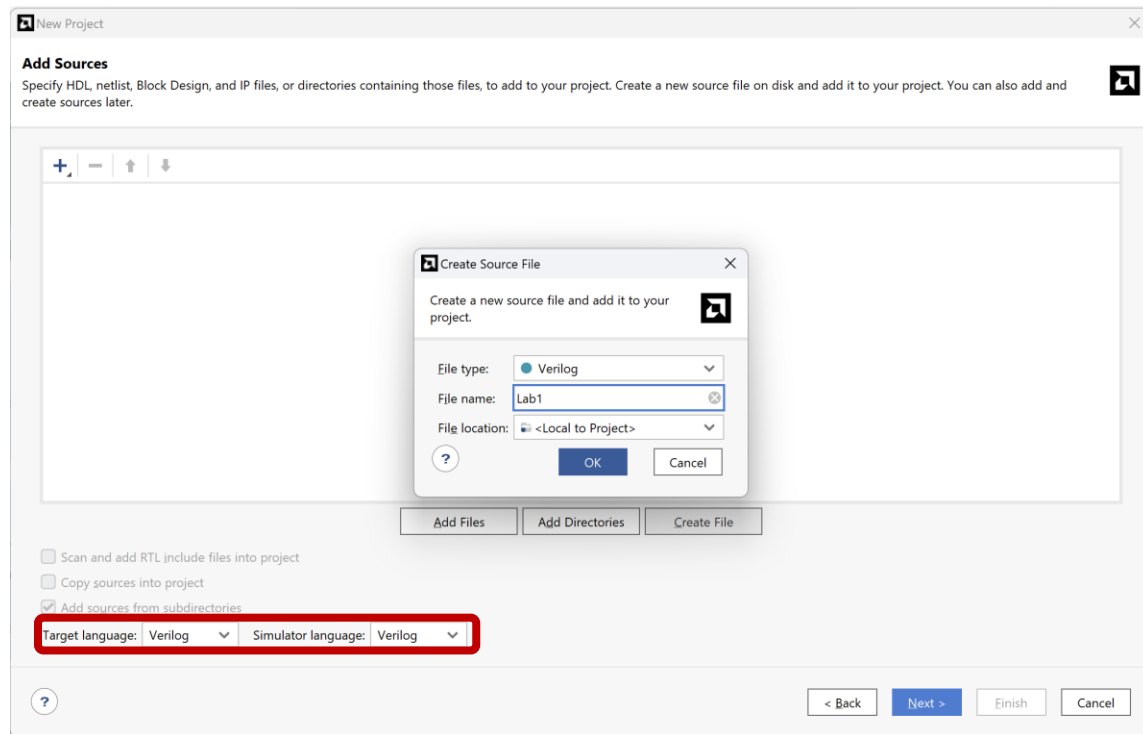 New Project
Add Sources
Specify HDL, netlist, Block Design, and IP files, or directories containing those files, to add to your project. Create a new source file on disk and add it to your project. You can also add and
create sources later.
Create Source File
Create a new source file and add it to your
project.
File type: Verilog
File name: Lab1
File location: <Local to Project>
? OK Cancel
Add Files Add Directories Create File
Scan and add RTL include files into project
Copy sources into project
Add sources from subdirectories
Target language: Verilog Simulator language: Verilog
? < Back Next > Finish Cancel